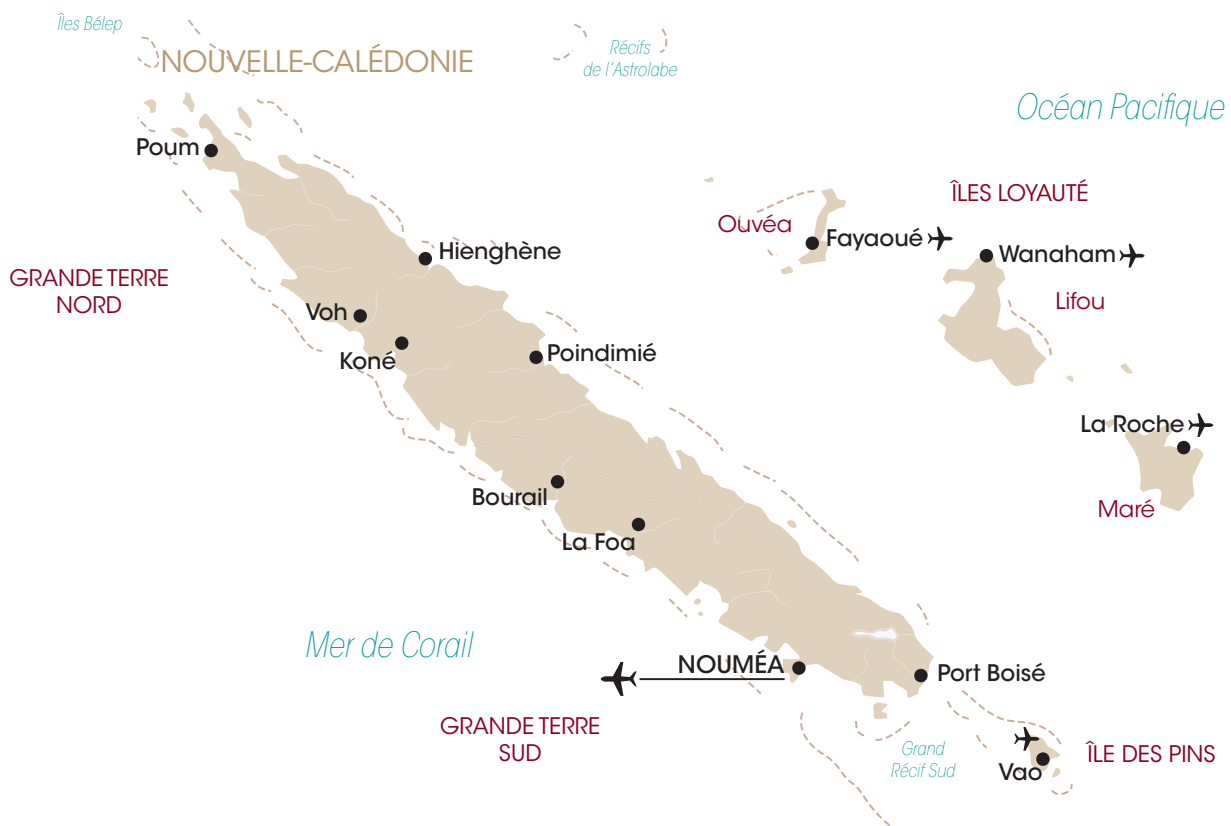 Îles Bélep
NOUVELLE-CALÉDONIE
Récifs
de l'Astrolabe
Océan Pacifique
Poum
ÎLES LOYAUTÉ
Ouvéa
Fayaoué
Hienghène
Wanaham
GRANDE TERRE
NORD
Lifou
Voh
Koné
Poindimié
La Roche
Bourail
Maré
La Foa
Mer de Corail
NOUMÉA
Port Boisé
GRANDE TERRE
SUD
Grand
Récif Sud
ÎLE DES PINS
Vao